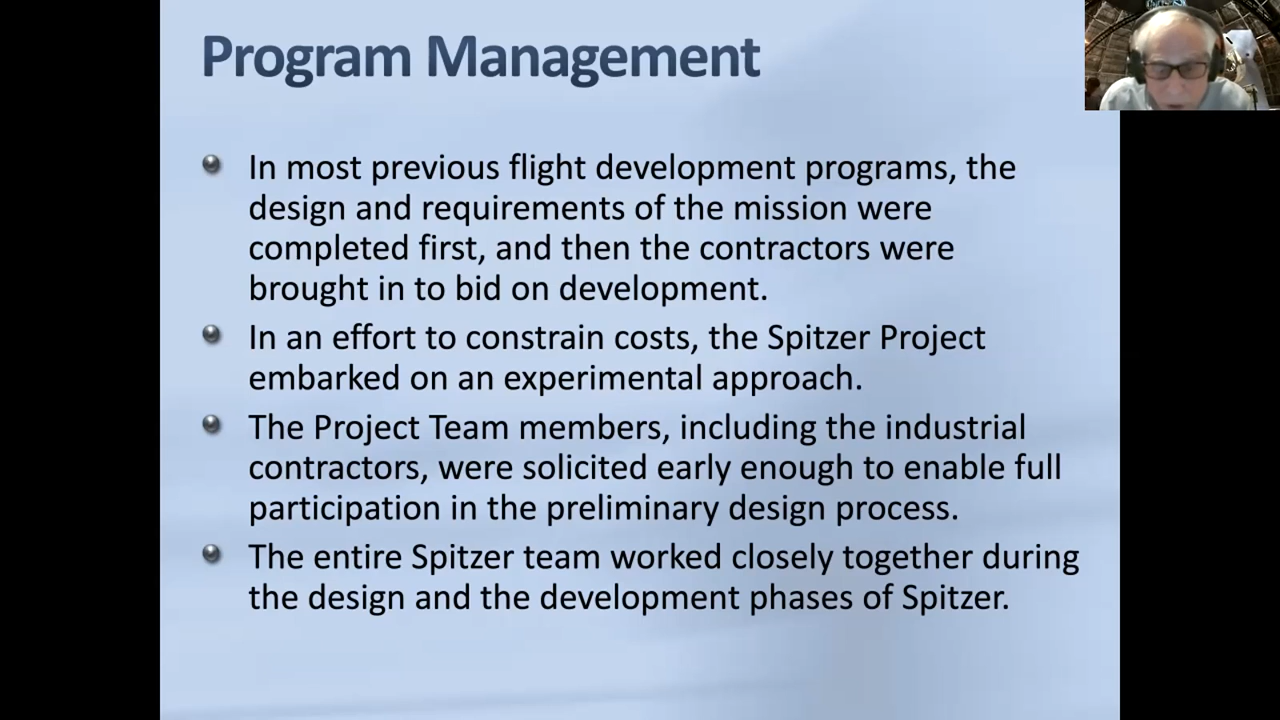 Program Management
In most previous flight development programs, the
design and requirements of the mission were
completed first, and then the contractors were
brought in to bid on development.
In an effort to constrain costs, the Spitzer Project
embarked on an experimental approach.
The Project Team members, including the industrial
contractors, were solicited early enough to enable full
participation in the preliminary design process.
The entire Spitzer team worked closely together during
the design and the development phases of Spitzer.